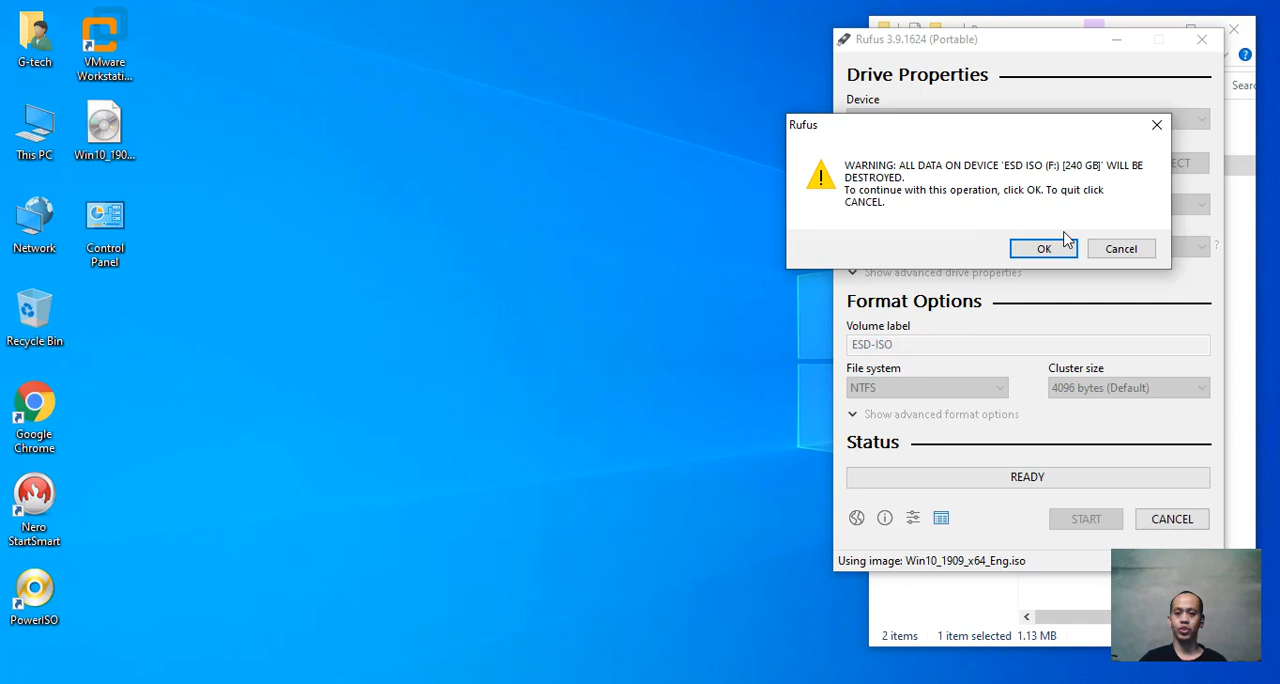 G-tech
VMware
Workstati...
This PC
Win10_190...
Network
Control
Panel
Recycle Bin
Google
Chrome
Nero
StartSmart
PowerISO
Rufus 3.9.1624 (Portable)
Drive Properties
Device
Sear
Rufus
WARNING: ALL DATA ON DEVICE 'ESD ISO (F:) [240 GB]' WILL BE
DESTROYED.
To continue with this operation, click OK. To quit click
CANCEL.
OK
Cancel
ECT
?
Show advanced drive properties
Format Options
Volume label
ESD-ISO
File system
Cluster size
NTFS
4096 bytes (Default)
Show advanced format options
Status
READY
START
CANCEL
Using image: Win10_1909_x64_Eng.iso
2 items
1 item selected 1.13 MB